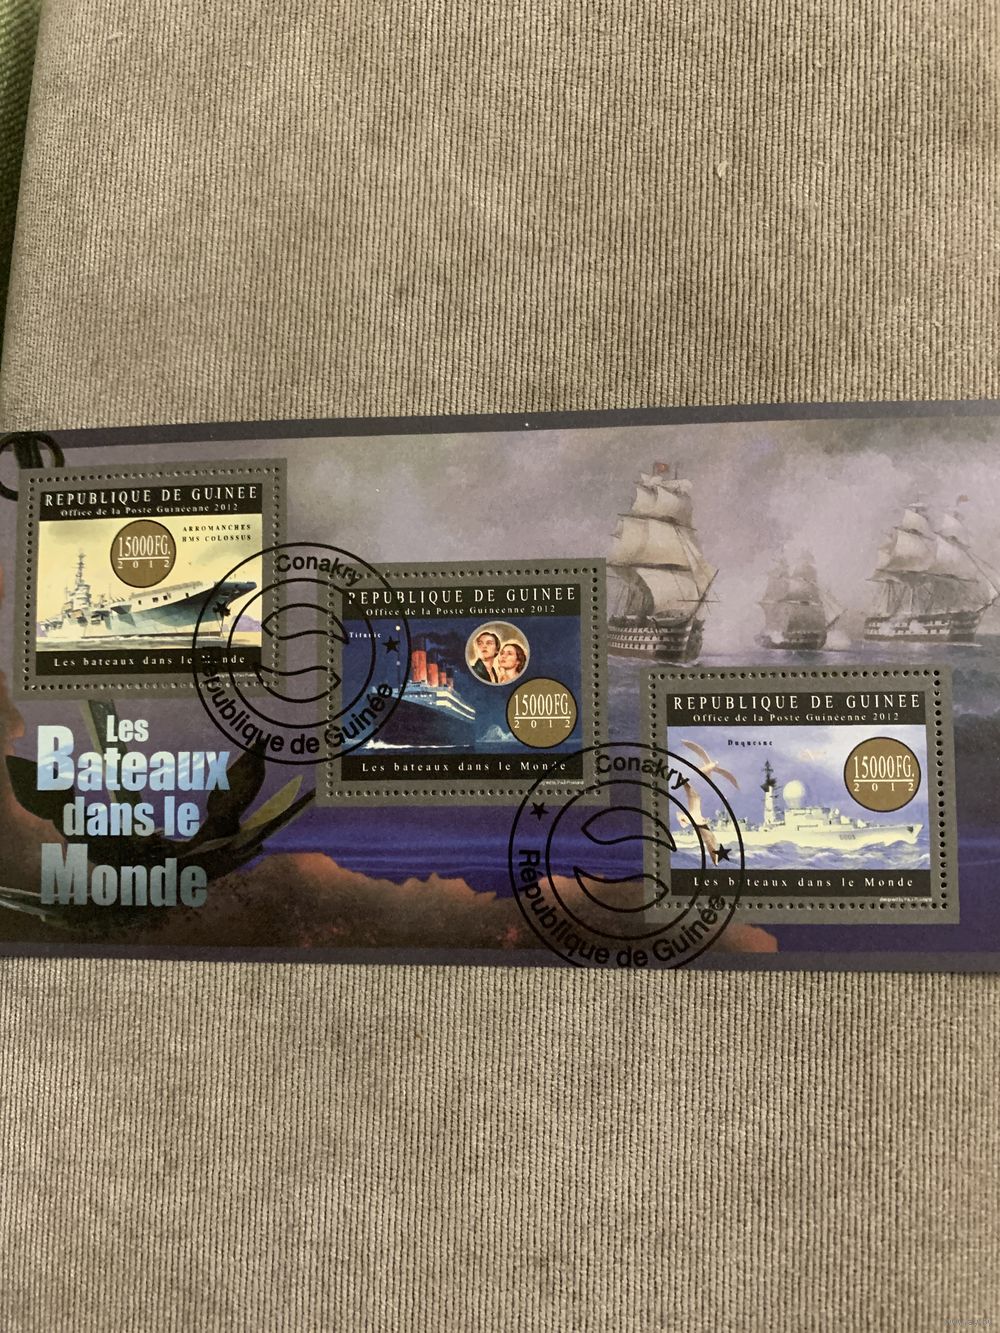 REPUBLIQUE DE GUINEE
Office de la Poste Guinéenne 2012
ARROMANCHES
HMS COLOSSUS
15000FG.
2012
Les bateaux dans le Monde
Conakry
République de Guinée
REPUBLIQUE DE GUINEE
Office de la Poste Guinéenne 2012
Titanic
15000FG.
2012
Les bateaux dans le Monde
REPUBLIQUE DE GUINEE
Office de la Poste Guinéenne 2012
Duquesne
15000FG.
2012
Les bateaux dans le Monde
Conakry
République de Guinée
Les
Bateaux
dans le
Monde